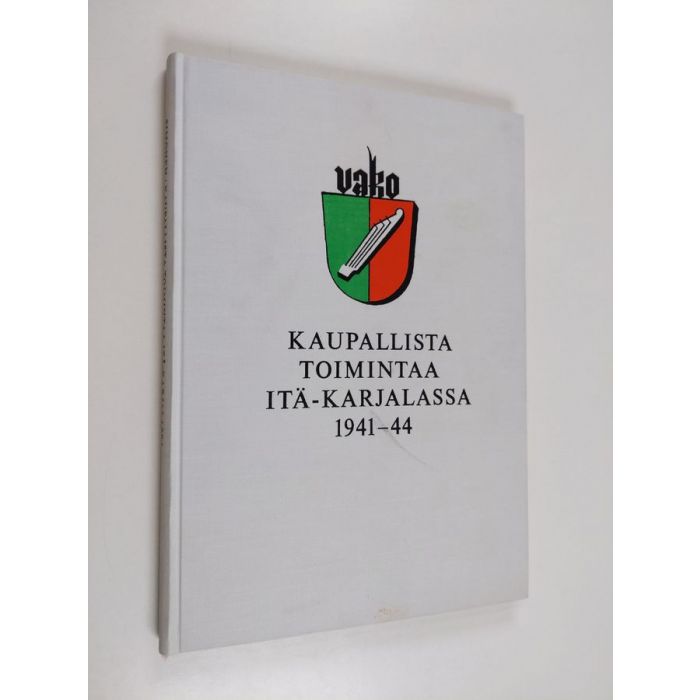 vako
KAUPALLISTA
TOIMINTAA
ITÄ-KARJALASSA
1941–44